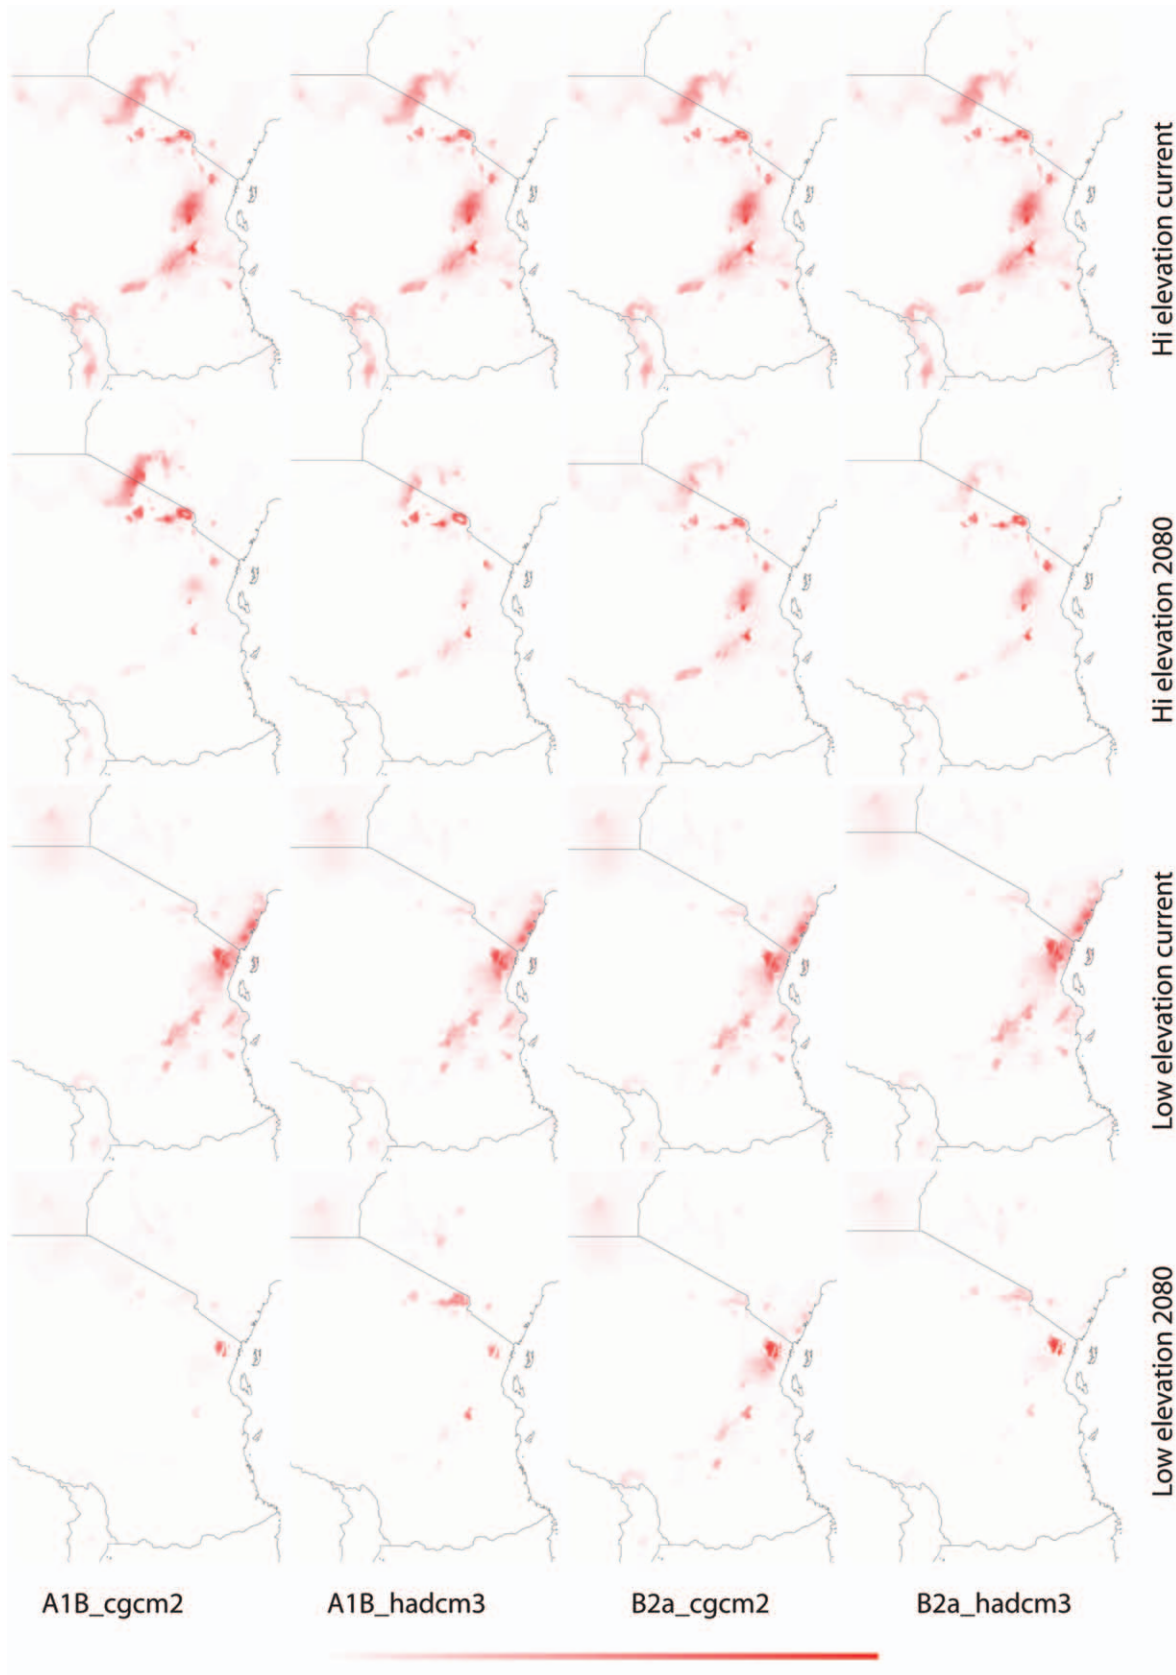 Hi elevation current
Hi elevation 2080
Low elevation current
Low elevation 2080
A1B_cgcm2
A1B_hadcm3
B2a_cgcm2
B2a_hadcm3